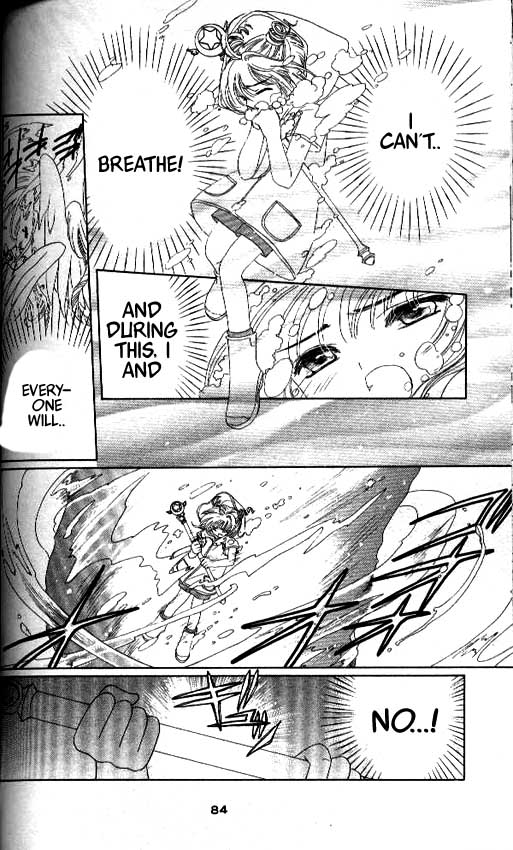 I
CAN'T..
BREATHE!
AND
DURING
THIS, I
AND
EVERY-
ONE
WILL..
NO...!
84